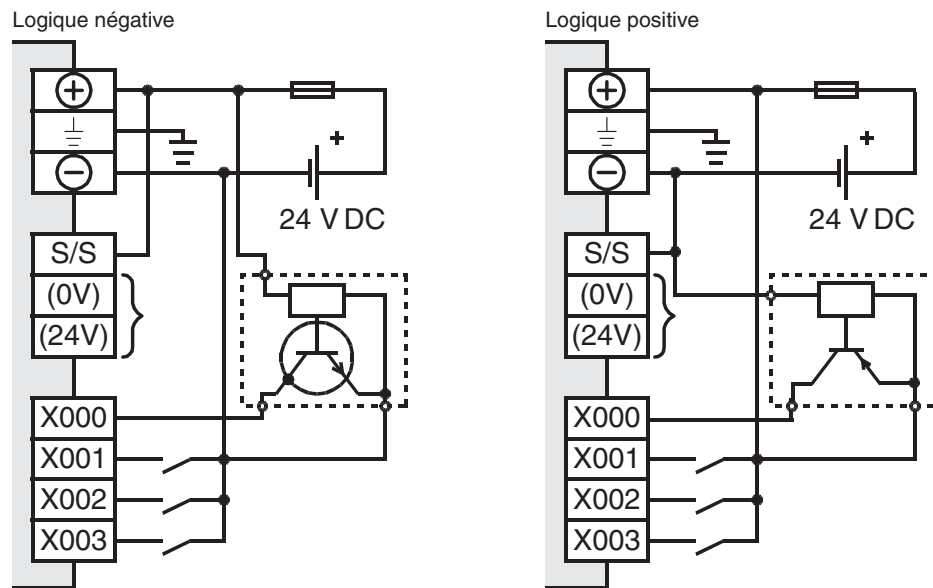 Logique négative
+
−
+
24 V DC
S/S
(0V)
(24V)
X000
X001
X002
X003
Logique positive
+
−
+
24 V DC
S/S
(0V)
(24V)
X000
X001
X002
X003